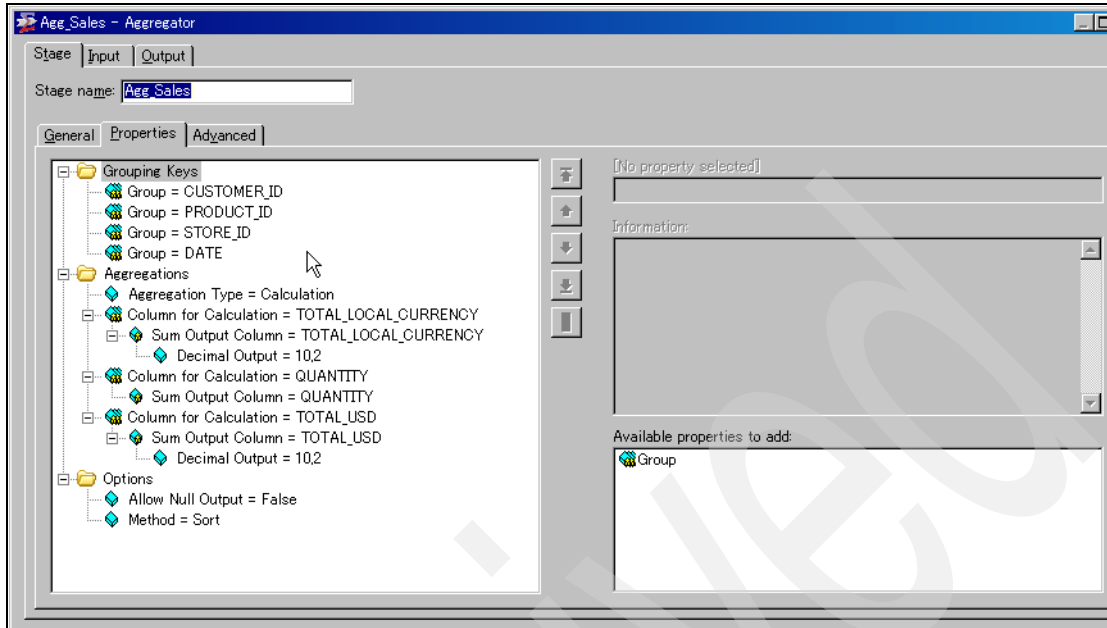 Agg_Sales - Aggregator
Stage Input Output
Stage name: Agg_Sales
General Properties Advanced
Grouping Keys
Group = CUSTOMER_ID
Group = PRODUCT_ID
Group = STORE_ID
Group = DATE
Aggregations
Aggregation Type = Calculation
Column for Calculation = TOTAL_LOCAL_CURRENCY
Sum Output Column = TOTAL_LOCAL_CURRENCY
Decimal Output = 10,2
Column for Calculation = QUANTITY
Sum Output Column = QUANTITY
Column for Calculation = TOTAL_USD
Sum Output Column = TOTAL_USD
Decimal Output = 10,2
Options
Allow Null Output = False
Method = Sort
[No property selected]
Information:
Available properties to add:
Group